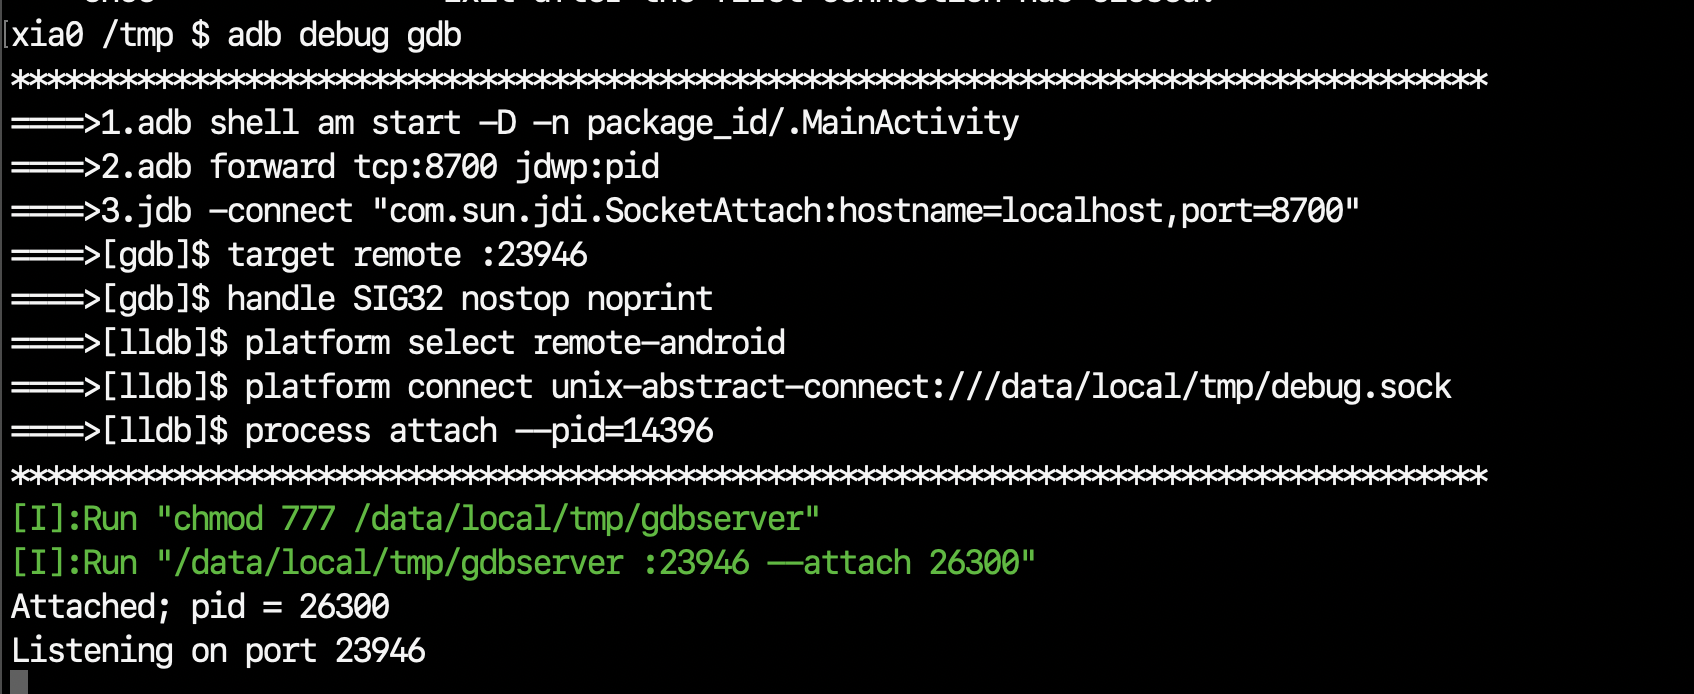 xia0 /tmp $ adb debug gdb
**********************************************************************************
====>1.adb shell am start -D -n package_id/.MainActivity
====>2.adb forward tcp:8700 jdwp:pid
====>3.jdb -connect "com.sun.jdi.SocketAttach:hostname=localhost,port=8700"
====>[gdb]$ target remote :23946
====>[gdb]$ handle SIG32 nostop noprint
====>[lldb]$ platform select remote-android
====>[lldb]$ platform connect unix-abstract-connect:///data/local/tmp/debug.sock
====>[lldb]$ process attach --pid=14396
**********************************************************************************
[I]:Run "chmod 777 /data/local/tmp/gdbserver"
[I]:Run "/data/local/tmp/gdbserver :23946 --attach 26300"
Attached; pid = 26300
Listening on port 23946